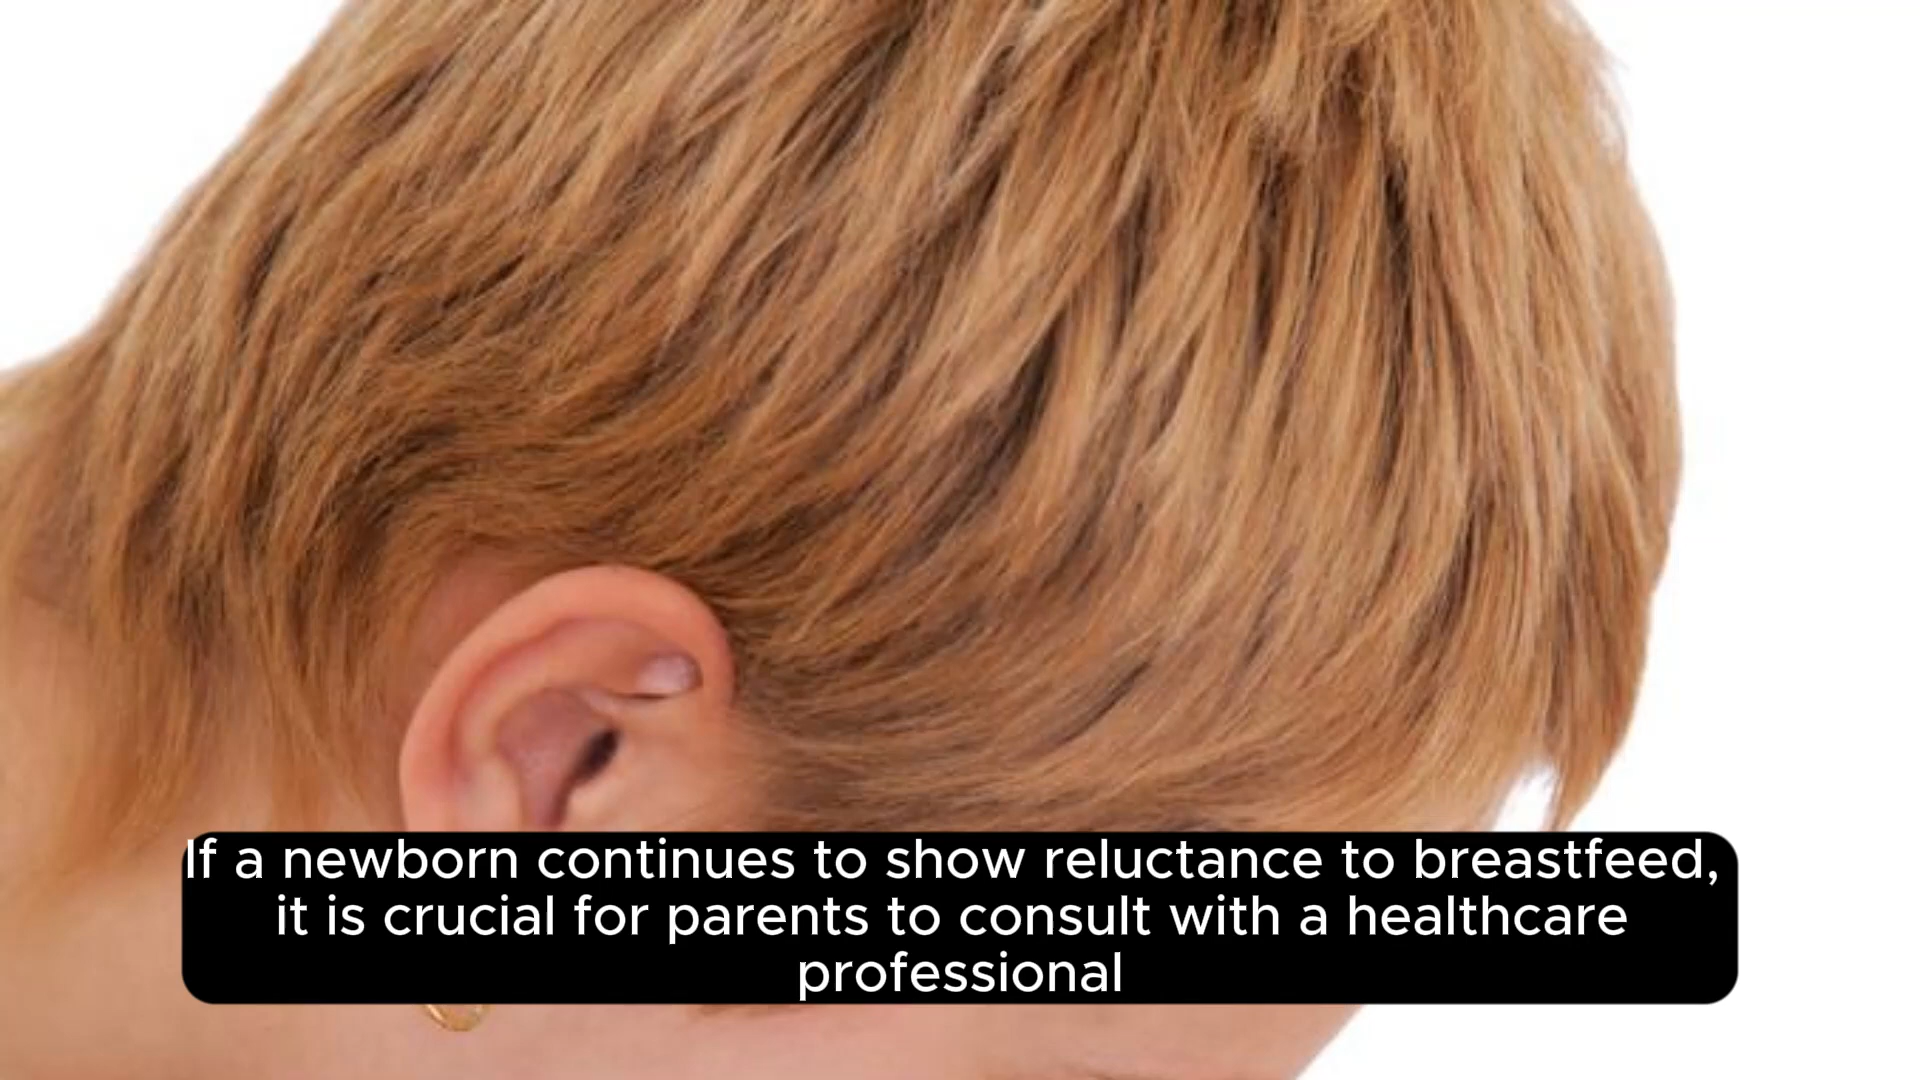 If a newborn continues to show reluctance to breastfeed,
it is crucial for parents to consult with a healthcare
professional